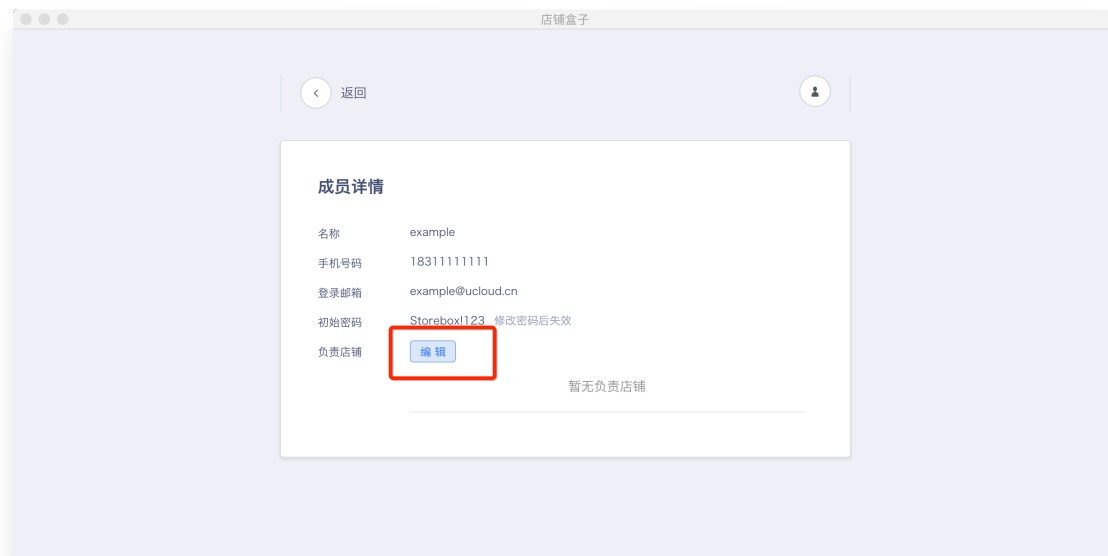 店铺盒子
返回
成员详情
名称 example
手机号码 18311111111
登录邮箱 example@ucloud.cn
初始密码 Storebox!123 修改密码后失效
负责店铺 编辑
暂无负责店铺